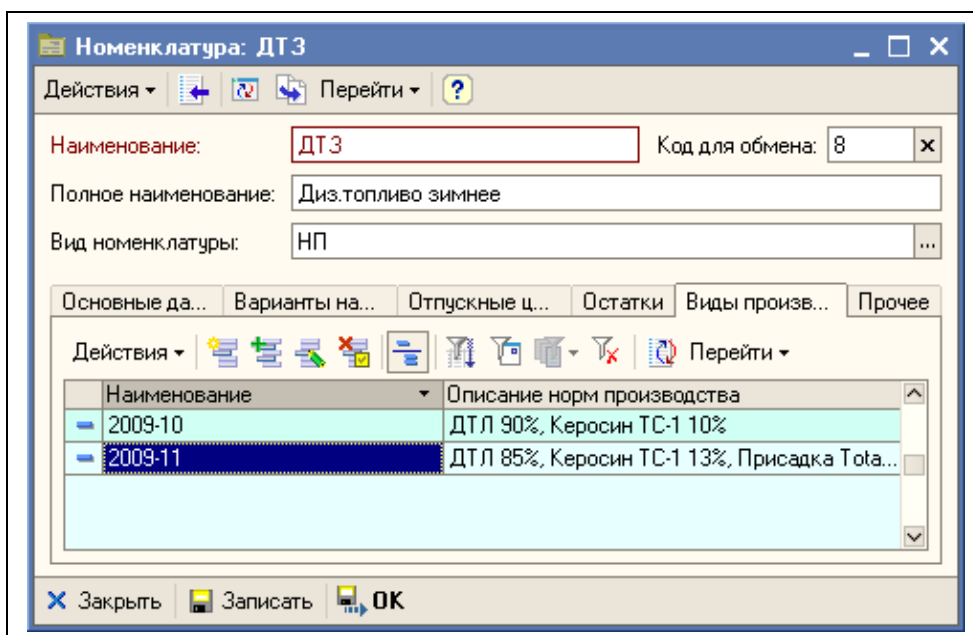 Номенклатура: ДТЗ
Действия Перейти ?
Наименование: ДТЗ Код для обмена: 8
Полное наименование: Диз.топливо зимнее
Вид номенклатуры: НП ...
Основные да... Варианты на... Отпускные ц... Остатки Виды произв... Прочее
Действия Перейти
Наименование Описание норм производства
2009-10 ДТЛ 90%, Керосин ТС-1 10%
2009-11 ДТЛ 85%, Керосин ТС-1 13%, Присадка Tota...
Закрыть Записать OK